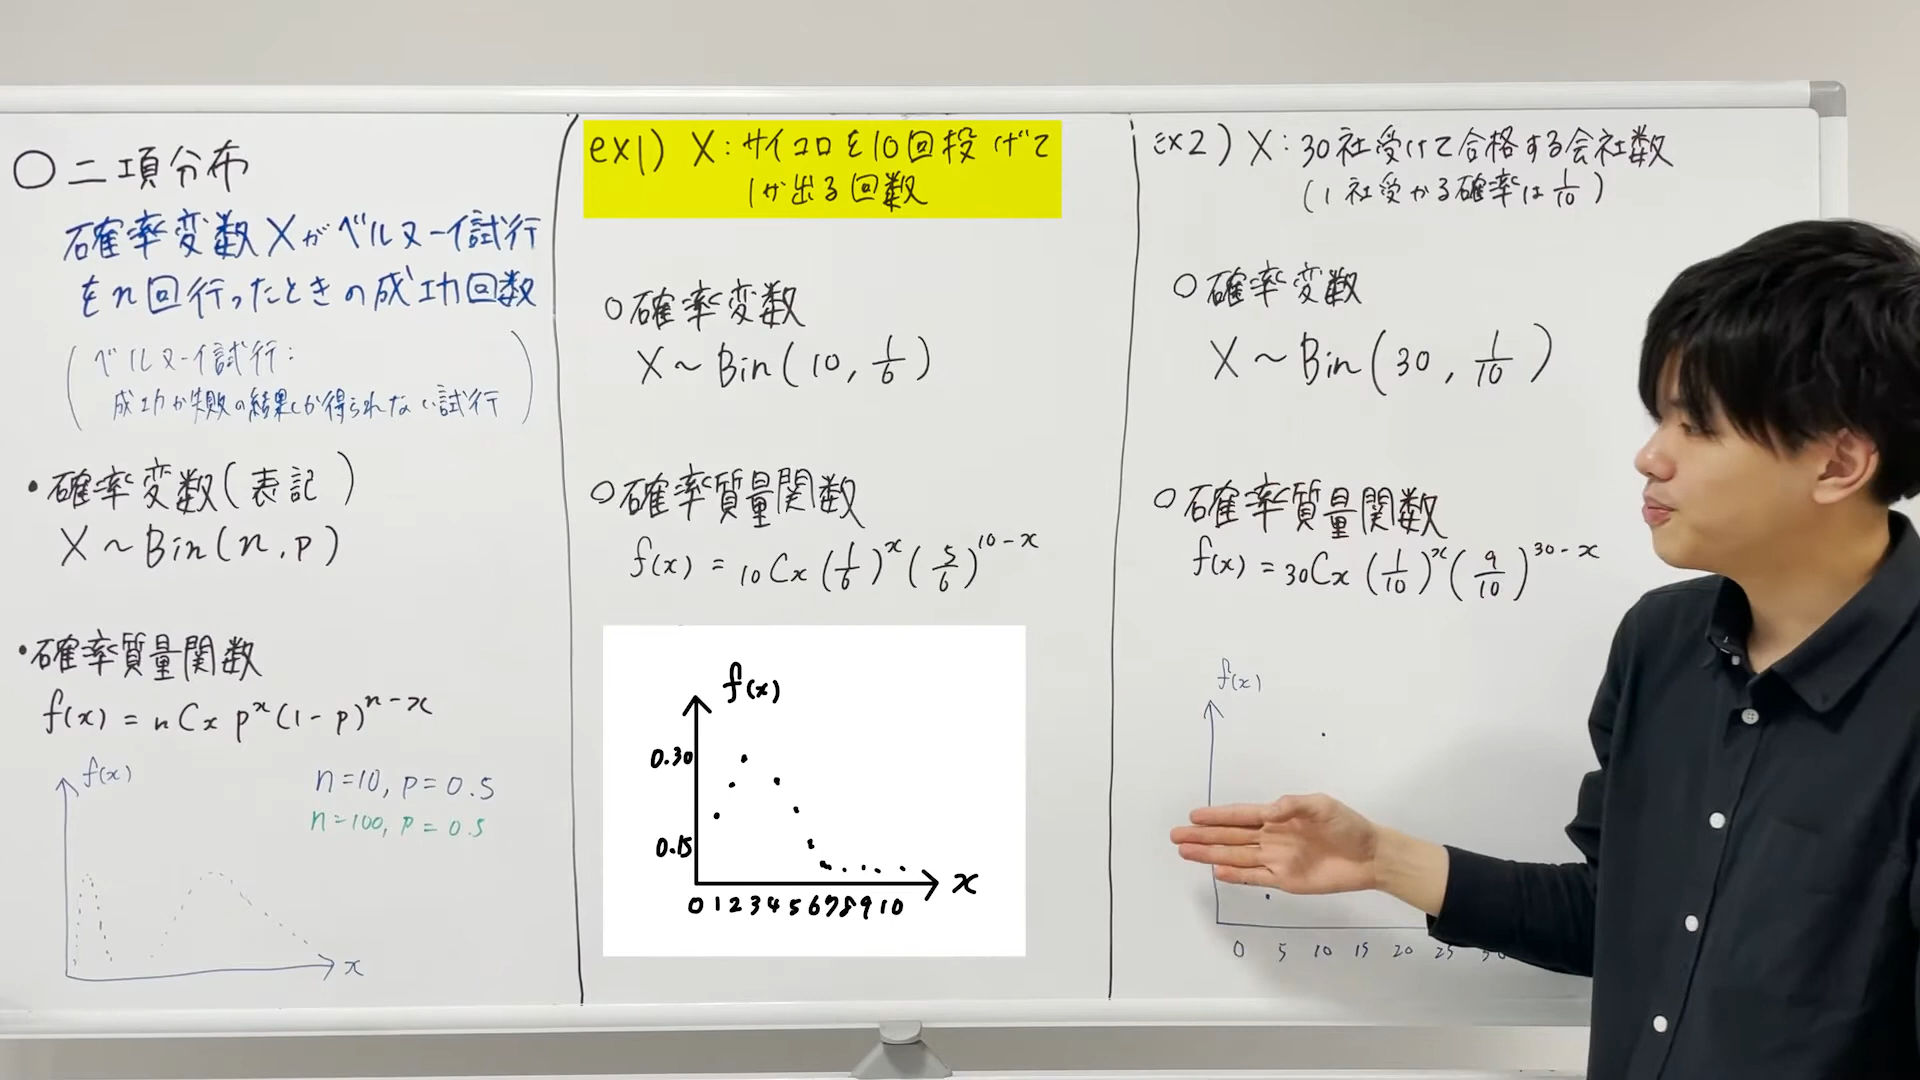 ○二項分布
確率変数Xがベルヌーイ試行
をn回行ったときの成功回数
(ベルヌーイ試行:
成功か失敗の結果しか得られない試行)
・確率変数(表記)
X～Bin(n,p)
・確率質量関数
f(x) = nCx p^x (1-p)^{n-x}
f(x)
n=10, p=0.5
n=100, p=0.5
x
ex1) X:サイコロを10回投げて
1が出る回数
○確率変数
X～Bin(10, 1/6)
○確率質量関数
f(x) = 10Cx (1/6)^x (5/6)^{10-x}
f(x)
0.30
0.15
x
0 1 2 3 4 5 6 7 8 9 10
ex2) X:30社受けて合格する会社数
(1社受かる確率は1/10)
○確率変数
X～Bin(30, 1/10)
○確率質量関数
f(x) = 30Cx (1/10)^x (9/10)^{30-x}
f(x)
0 5 10 15 20 25 30